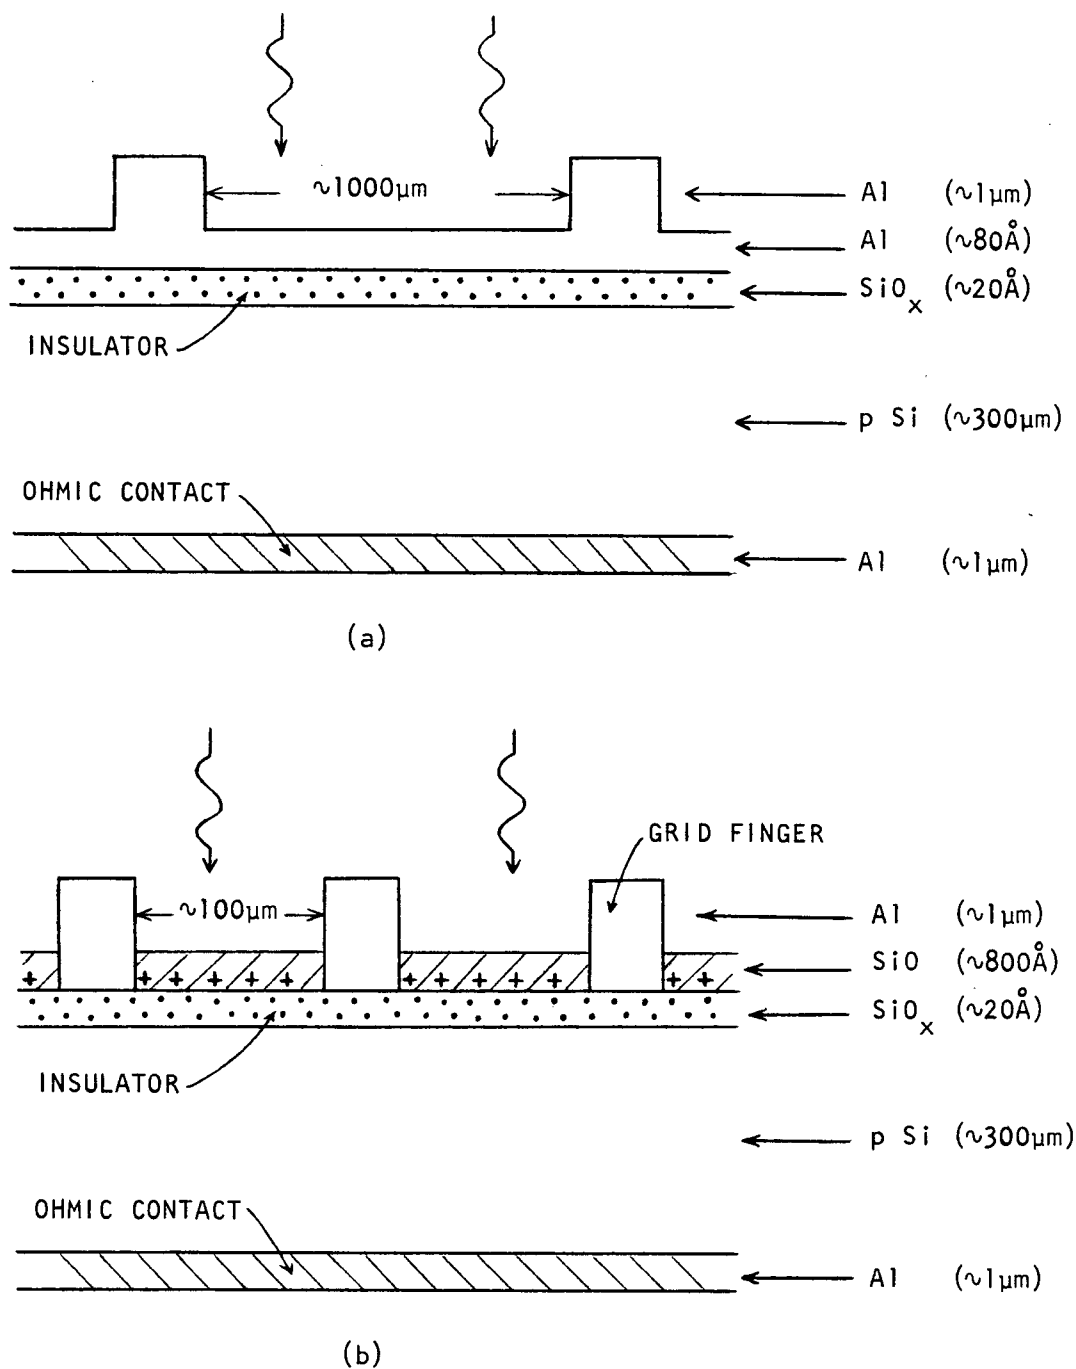 ~1000μm
Al (~1μm)
Al (~80Å)
SiOx (~20Å)
INSULATOR
p Si (~300μm)
OHMIC CONTACT
Al (~1μm)
(a)
GRID FINGER
~100μm
Al (~1μm)
SiO (~800Å)
+ + + + + + + + + + + + +
SiOx (~20Å)
INSULATOR
p Si (~300μm)
OHMIC CONTACT
Al (~1μm)
(b)